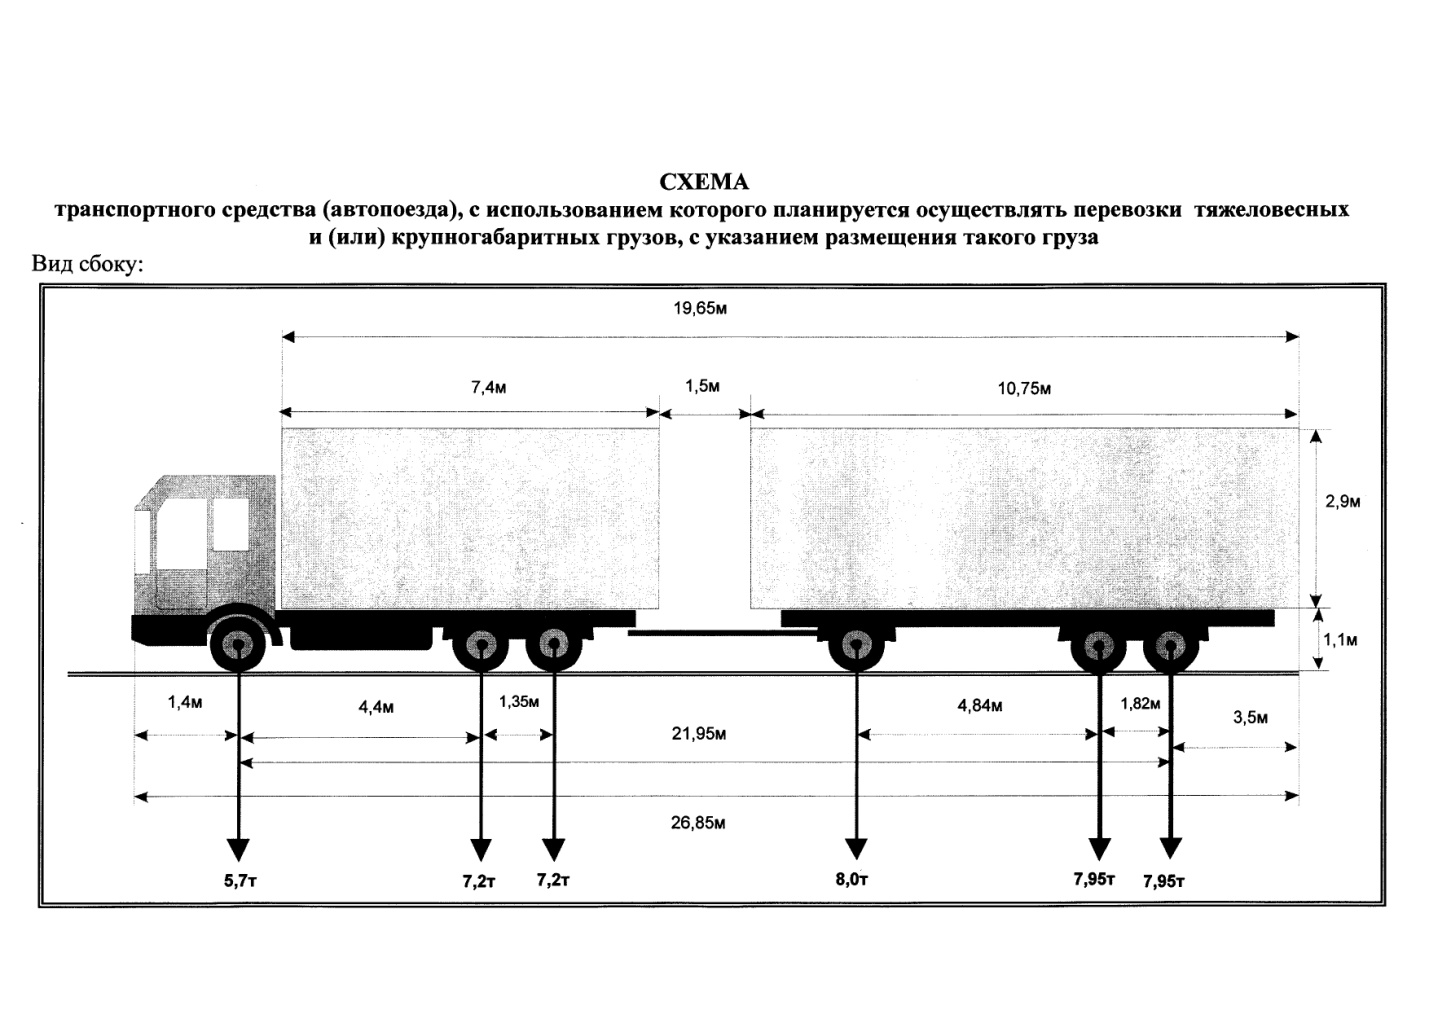 СХЕМА
транспортного средства (автопоезда), с использованием которого планируется осуществлять перевозки тяжеловесных
и (или) крупногабаритных грузов, с указанием размещения такого груза
Вид сбоку:
19,65м
7,4м 1,5м 10,75м
2,9м
1,1м
1,4м 4,4м 1,35м 4,84м 1,82м 3,5м
21,95м
26,85м
5,7т 7,2т 7,2т 8,0т 7,95т 7,95т